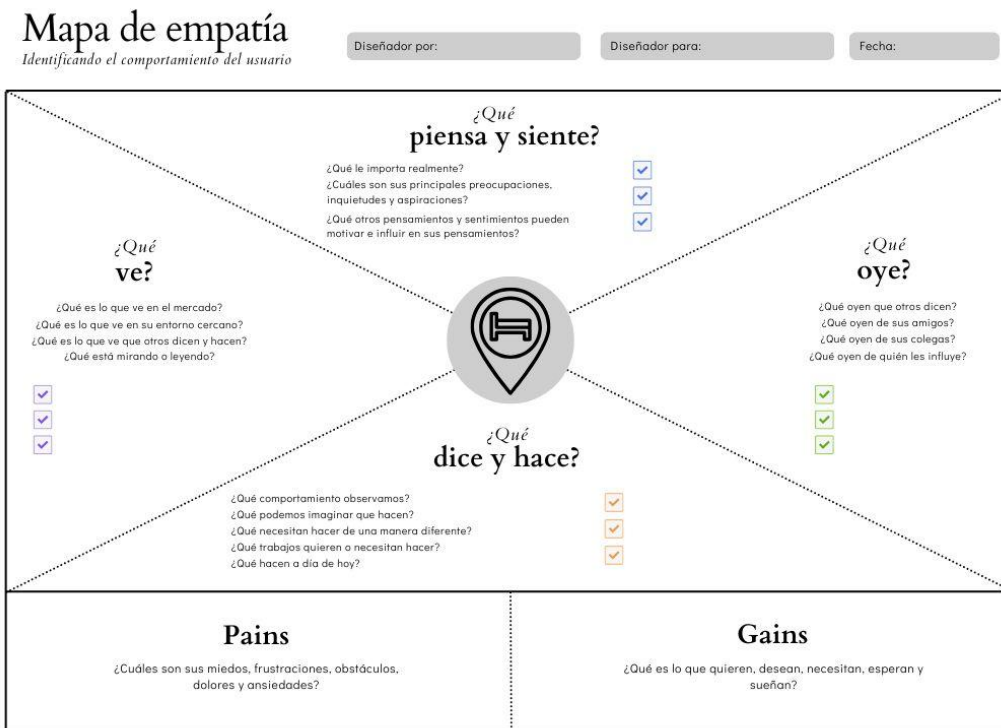 Mapa de empatía
Identificando el comportamiento del usuario
Diseñador por:
Diseñador para:
Fecha:
¿Qué
piensa y siente?
¿Qué le importa realmente?
¿Cuáles son sus principales preocupaciones,
inquietudes y aspiraciones?
¿Qué otros pensamientos y sentimientos pueden
motivar e influir en sus pensamientos?
¿Qué
ve?
¿Qué es lo que ve en el mercado?
¿Qué es lo que ve en su entorno cercano?
¿Qué es lo que ve que otros dicen y hacen?
¿Qué está mirando o leyendo?
¿Qué
oye?
¿Qué oyen que otros dicen?
¿Qué oyen de sus amigos?
¿Qué oyen de sus colegas?
¿Qué oyen de quién les influye?
¿Qué
dice y hace?
¿Qué comportamiento observamos?
¿Qué podemos imaginar que hacen?
¿Qué necesitan hacer de una manera diferente?
¿Qué trabajos quieren o necesitan hacer?
¿Qué hacen a día de hoy?
Pains
¿Cuáles son sus miedos, frustraciones, obstáculos,
dolores y ansiedades?
Gains
¿Qué es lo que quieren, desean, necesitan, esperan y
sueñan?